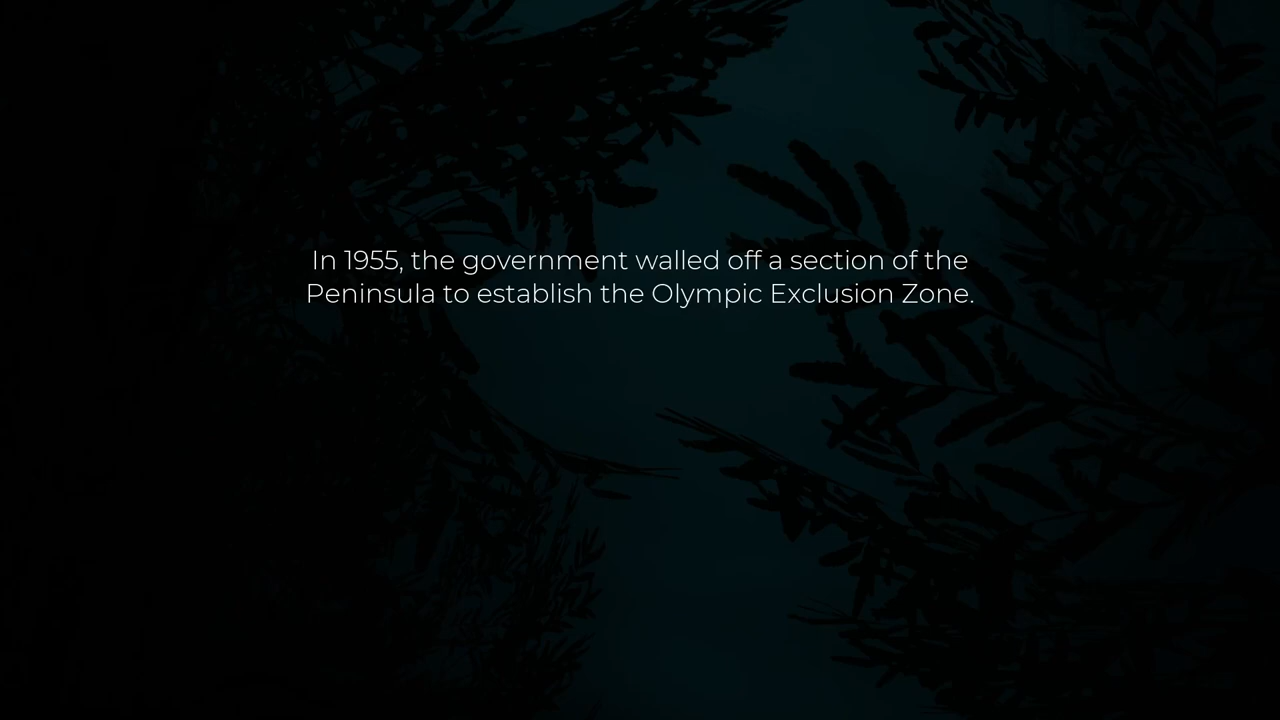 In 1955, the government walled off a section of the
Peninsula to establish the Olympic Exclusion Zone.